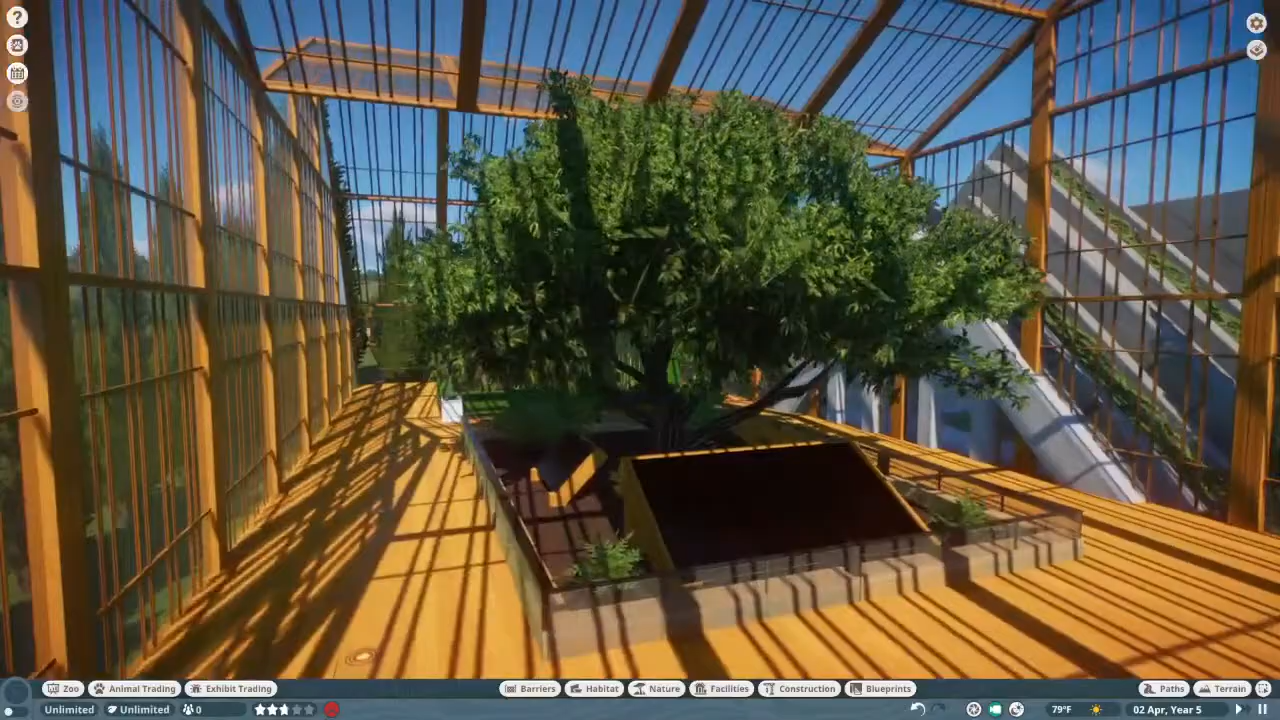 ?
Zoo Animal Trading Exhibit Trading Barriers Habitat Nature Facilities Construction Blueprints Paths Terrain
Unlimited Unlimited 0 79°F 02 Apr, Year 5